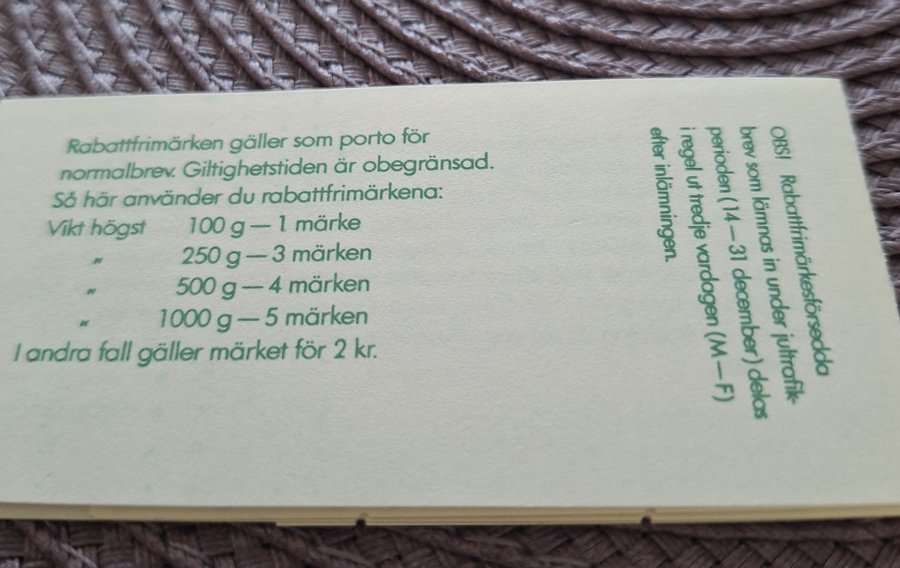 Rabattfrimärken gäller som porto för
normalbrev. Giltighetstiden är obegränsad.
Så här använder du rabattfrimärkena:
Vikt högst 100 g — 1 märke
" 250 g — 3 märken
" 500 g — 4 märken
" 1000 g — 5 märken
I andra fall gäller märket för 2 kr.
OBS! Rabattfrimärkesförsedda
brev som lämnas in under jultrafik-
perioden (14—31 december) delas
i regel ut tredje vardagen (M—F)
efter inlämningen.